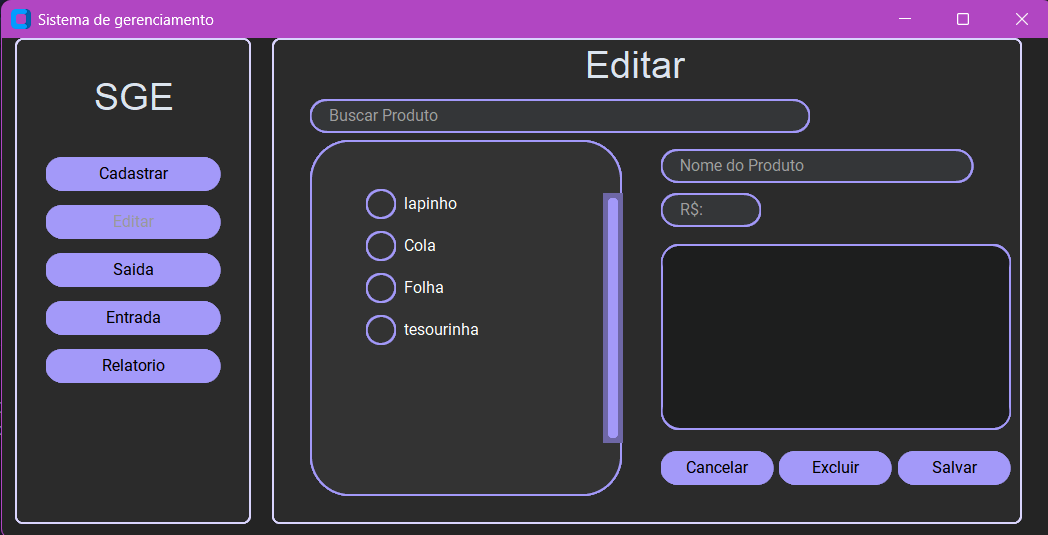 Sistema de gerenciamento
SGE
Cadastrar
Editar
Saida
Entrada
Relatorio
Editar
Buscar Produto
lapinho
Cola
Folha
tesourinha
Nome do Produto
R$:
Cancelar
Excluir
Salvar